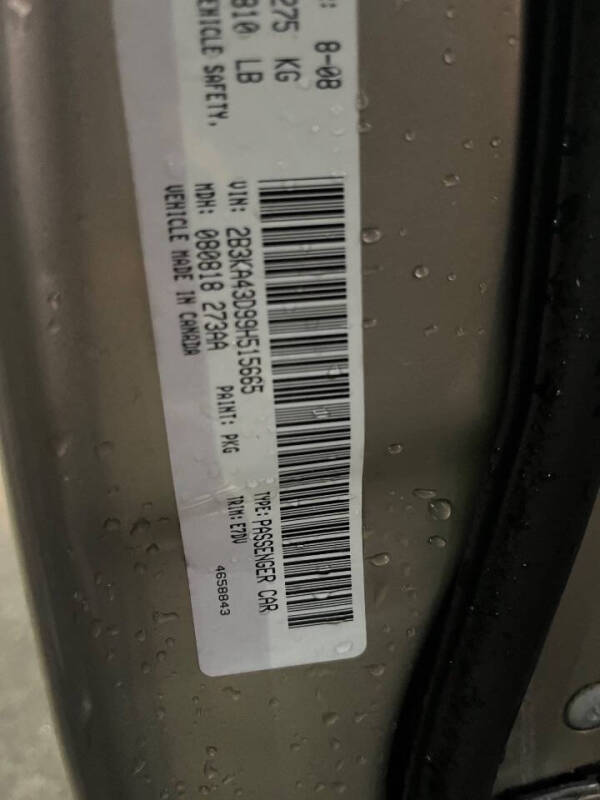 : 8-08
275 KG
810 LB
EHICLE SAFETY,
VIN: 2B3KA43D99H515665
TYPE: PASSENGER CAR
MDH: 080818 273AA
PAINT: PKG
TRIM: E7DV
VEHICLE MADE IN CANADA
4658843